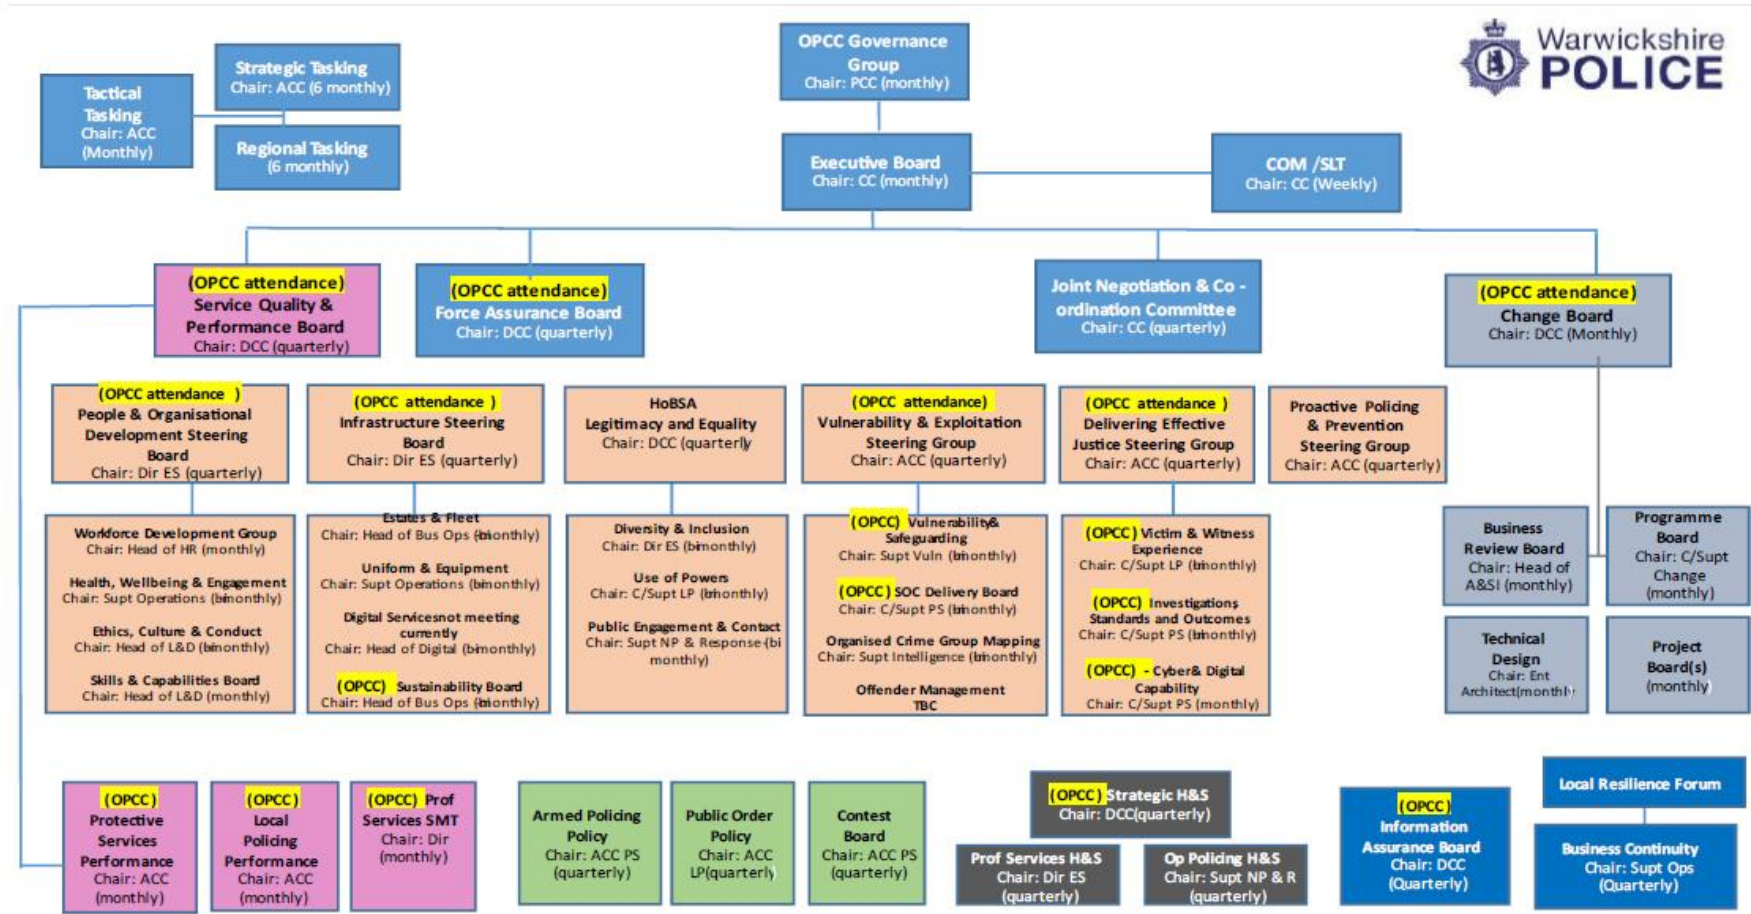 Warwickshire
POLICE
Tactical
Tasking
Chair: ACC
(Monthly)
Strategic Tasking
Chair: ACC (6 monthly)
Regional Tasking
(6 monthly)
OPCC Governance
Group
Chair: PCC (monthly)
Executive Board
Chair: CC (monthly)
COM /SLT
Chair: CC (Weekly)
(OPCC attendance)
Service Quality &
Performance Board
Chair: DCC (quarterly)
(OPCC attendance)
Force Assurance Board
Chair: DCC (quarterly)
Joint Negotiation & Co -
ordination Committee
Chair: CC (quarterly)
(OPCC attendance)
Change Board
Chair: DCC (Monthly)
(OPCC attendance )
People & Organisational
Development Steering
Board
Chair: Dir ES (quarterly)
(OPCC attendance )
Infrastructure Steering
Board
Chair: Dir ES (quarterly)
HoBSA
Legitimacy and Equality
Chair: DCC (quarterly)
(OPCC attendance)
Vulnerability & Exploitation
Steering Group
Chair: ACC (quarterly)
(OPCC attendance )
Delivering Effective
Justice Steering Group
Chair: ACC (quarterly)
Proactive Policing
& Prevention
Steering Group
Chair: ACC (quarterly)
Workforce Development Group
Chair: Head of HR (monthly)
Health, Wellbeing & Engagement
Chair: Supt Operations (bimonthly)
Ethics, Culture & Conduct
Chair: Head of L&D (bimonthly)
Skills & Capabilities Board
Chair: Head of L&D (monthly)
Estates & Fleet
Chair: Head of Bus Ops (bimonthly)
Uniform & Equipment
Chair: Supt Operations (bimonthly)
Digital Servicesnot meeting
currently
Chair: Head of Digital (bimonthly)
(OPCC) Sustainability Board
Chair: Head of Bus Ops (bimonthly)
Diversity & Inclusion
Chair: Dir ES (bimonthly)
Use of Powers
Chair: C/Supt LP (bimonthly)
Public Engagement & Contact
Chair: Supt NP & Response (bi
monthly)
(OPCC) Vulnerability&
Safeguarding
Chair: Supt Vuln (bimonthly)
(OPCC) SOC Delivery Board
Chair: C/Supt PS (bimonthly)
Organised Crime Group Mapping
Chair: Supt Intelligence (bimonthly)
Offender Management
TBC
(OPCC) Victim & Witness
Experience
Chair: C/Supt LP (bimonthly)
(OPCC) Investigations,
Standards and Outcomes
Chair: C/Supt PS (bimonthly)
(OPCC) - Cyber& Digital
Capability
Chair: C/Supt PS (monthly)
Business
Review Board
Chair: Head of
A&SI (monthly)
Programme
Board
Chair: C/Supt
Change
(monthly)
Technical
Design
Chair: Ent
Architect(monthly)
Project
Board(s)
(monthly)
(OPCC)
Protective
Services
Performance
Chair: ACC
(monthly)
(OPCC)
Local
Policing
Performance
Chair: ACC
(monthly)
(OPCC) Prof
Services SMT
Chair: Dir
(monthly)
Armed Policing
Policy
Chair: ACC PS
(quarterly)
Public Order
Policy
Chair: ACC
LP(quarterly)
Contest
Board
Chair: ACC PS
(quarterly)
(OPCC) Strategic H&S
Chair: DCC(quarterly)
Prof Services H&S
Chair: Dir ES
(quarterly)
Op Policing H&S
Chair: Supt NP & R
(quarterly)
(OPCC)
Information
Assurance Board
Chair: DCC
(Quarterly)
Local Resilience Forum
Business Continuity
Chair: Supt Ops
(Quarterly)